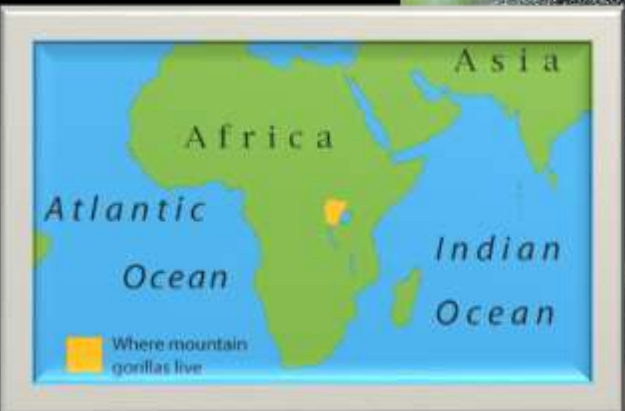 Asia
Africa
Atlantic
Ocean
Indian
Ocean
Where mountain
gorillas live